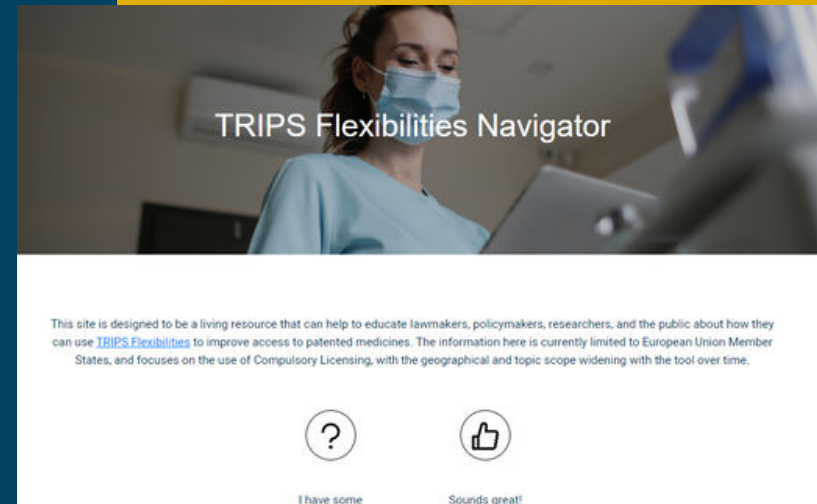 TRIPS Flexibilities Navigator
This site is designed to be a living resource that can help to educate lawmakers, policymakers, researchers, and the public about how they
can use TRIPS Flexibilities to improve access to patented medicines. The information here is currently limited to European Union Member
States, and focuses on the use of Compulsory Licensing, with the geographical and topic scope widening with the tool over time.
?
I have some
Sounds great!